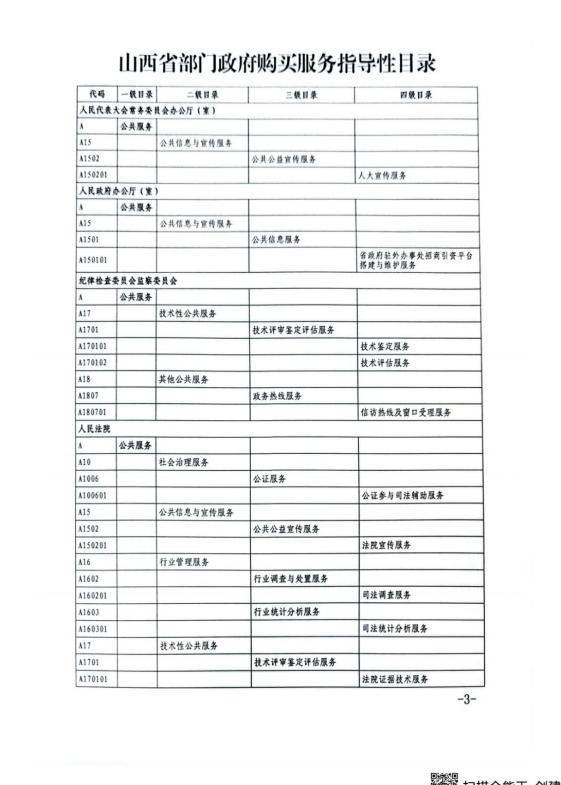 山西省部门政府购买服务指导性目录
代码 一级目录 二级目录 三级目录 四级目录
人民代表大会常务委员会办公厅（室）
A 公共服务
A15 公共信息与宣传服务
A1502 公共公益宣传服务
A150201 人大宣传服务
人民政府办公厅（室）
A 公共服务
A15 公共信息与宣传服务
A1501 公共信息服务
A150101 省政府驻外办事处招商引资平台
搭建与维护服务
纪律检查委员会监察委员会
A 公共服务
A17 技术性公共服务
A1701 技术评审鉴定评估服务
A170101 技术鉴定服务
A170102 技术评估服务
A18 其他公共服务
A1807 政务热线服务
A180701 信访热线及窗口受理服务
人民法院
A 公共服务
A10 社会治理服务
A1006 公证服务
A100601 公证参与司法辅助服务
A15 公共信息与宣传服务
A1502 公共公益宣传服务
A150201 法院宣传服务
A16 行业管理服务
A1602 行业调查与处置服务
A160201 司法调查服务
A1603 行业统计分析服务
A160301 司法统计分析服务
A17 技术性公共服务
A1701 技术评审鉴定评估服务
A170101 法院证据技术服务
-3-